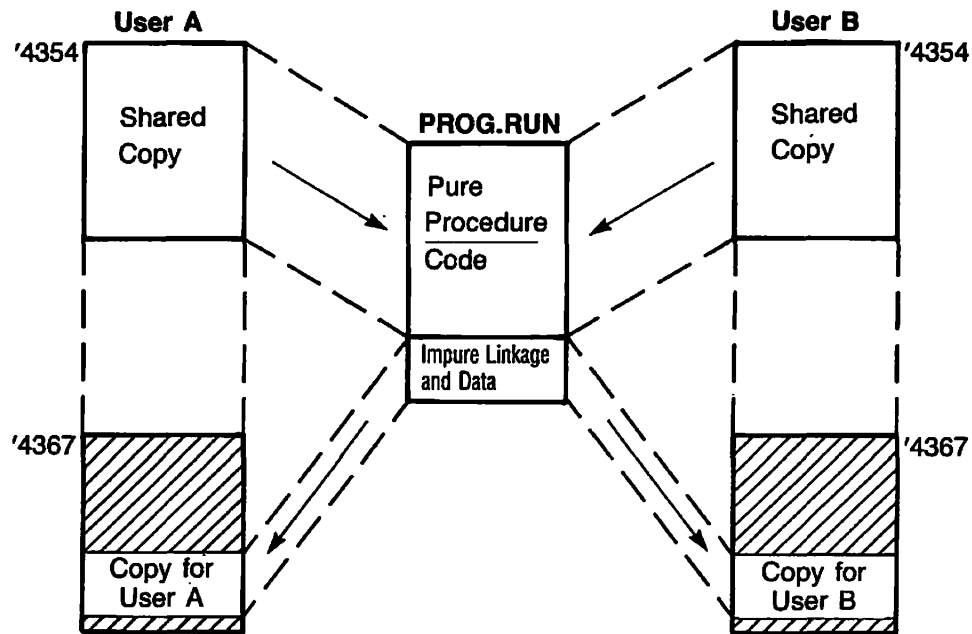 User A
User B
'4354
'4354
Shared
Copy
PROG.RUN
Shared
Copy
Pure
Procedure
Code
Impure Linkage
and Data
'4367
'4367
Copy for
User A
Copy for
User B